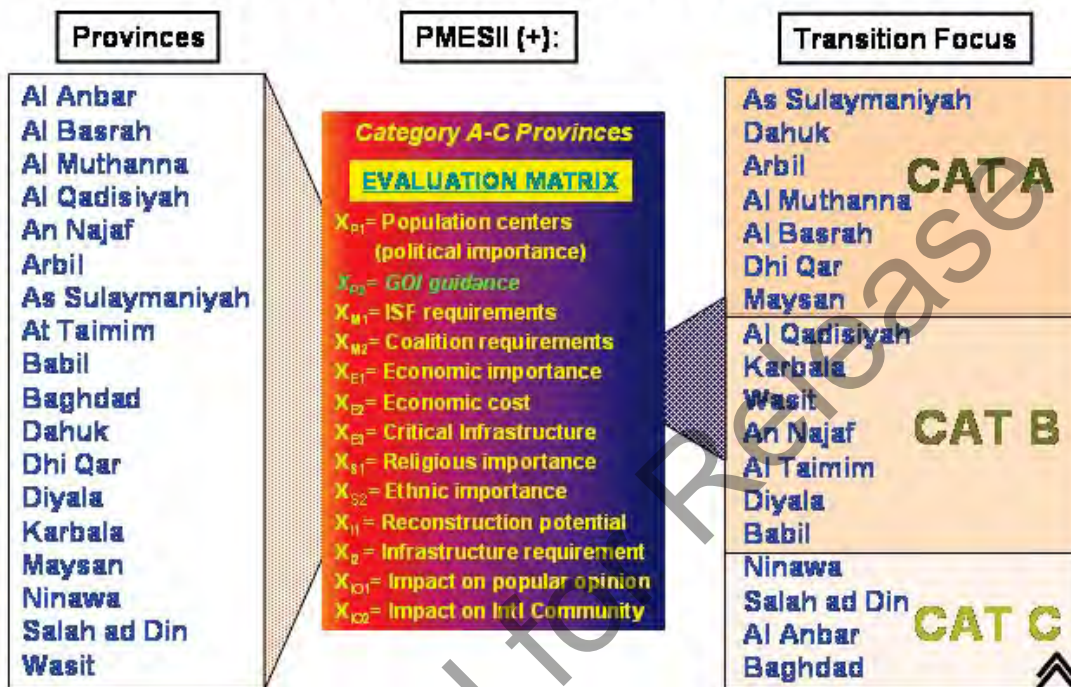 Provinces
Al Anbar
Al Basrah
Al Muthanna
Al Qadisiyah
An Najaf
Arbil
As Sulaymaniyah
At Taimim
Babil
Baghdad
Dahuk
Dhi Qar
Diyala
Karbala
Maysan
Ninawa
Salah ad Din
Wasit
PMESII (+):
Category A-C Provinces
EVALUATION MATRIX
XP1= Population centers
(political importance)
XP2= GOI guidance
XM1= ISF requirements
XM2= Coalition requirements
XE1= Economic importance
XE2= Economic cost
XE3= Critical Infrastructure
XS1= Religious importance
XS2= Ethnic importance
XI1= Reconstruction potential
XI2= Infrastructure requirement
XIO1= Impact on popular opinion
XIO2= Impact on Intl Community
Transition Focus
As Sulaymaniyah
Dahuk
Arbil
Al Muthanna
Al Basrah
Dhi Qar
Maysan
CAT A
Al Qadisiyah
Karbala
Wasit
An Najaf
Al Taimim
Diyala
Babil
CAT B
Ninawa
Salah ad Din
Al Anbar
Baghdad
CAT C
for Release